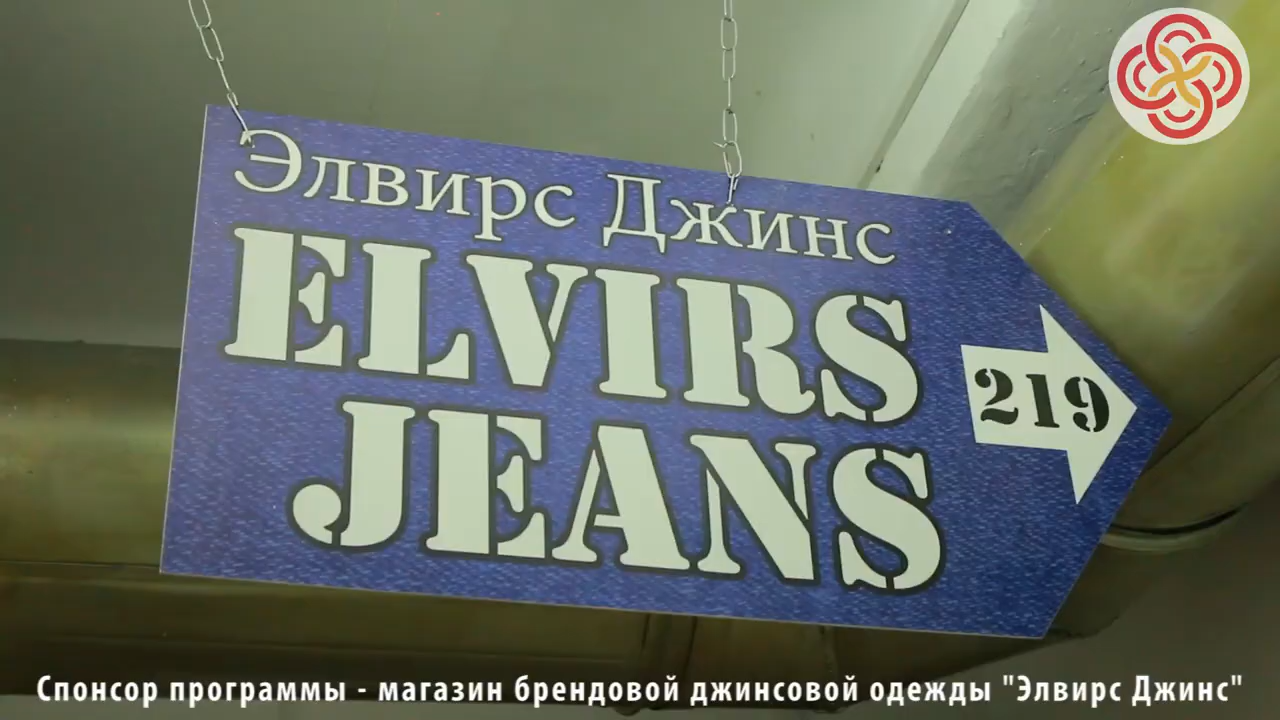 Элвирс Джинс
ELVIRS
JEANS
219
Спонсор программы - магазин брендовой джинсовой одежды "Элвирс Джинс"